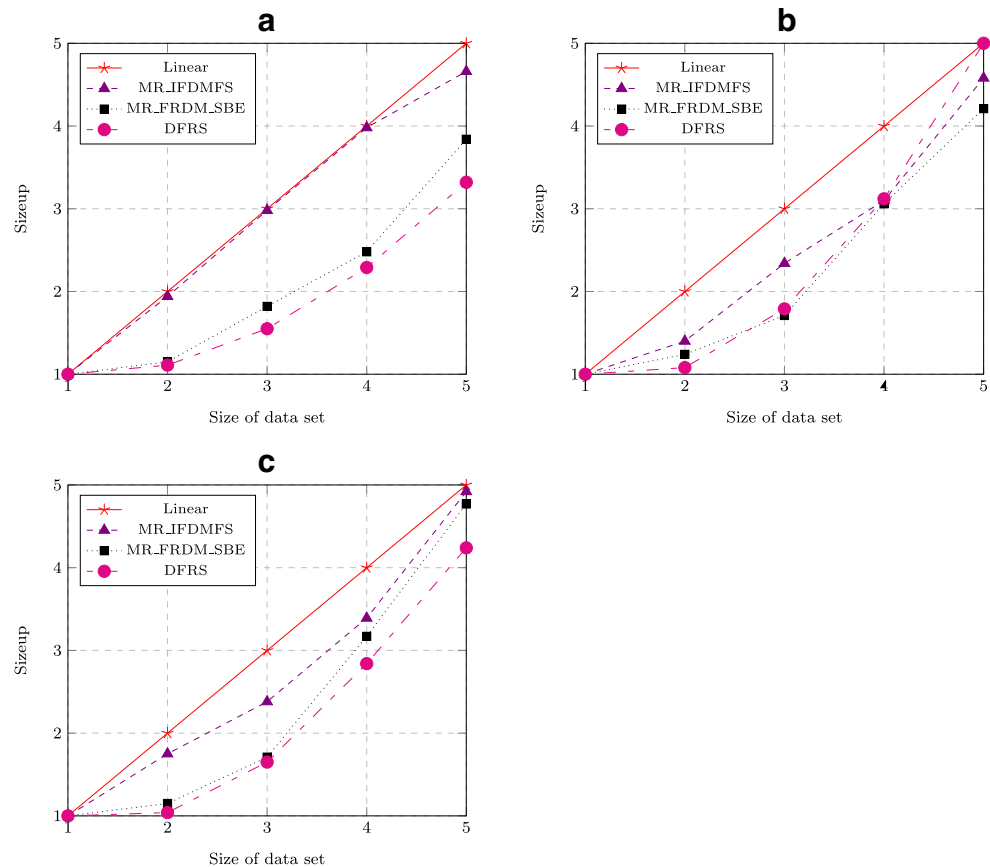 a
5
4
3
2
1
Sizeup
Linear
MR_IFDMFS
MR_FRDM_SBE
DFRS
1 2 3 4 5
Size of data set
b
5
4
3
2
1
Sizeup
Linear
MR_IFDMFS
MR_FRDM_SBE
DFRS
1 2 3 4 5
Size of data set
c
5
4
3
2
1
Sizeup
Linear
MR_IFDMFS
MR_FRDM_SBE
DFRS
1 2 3 4 5
Size of data set